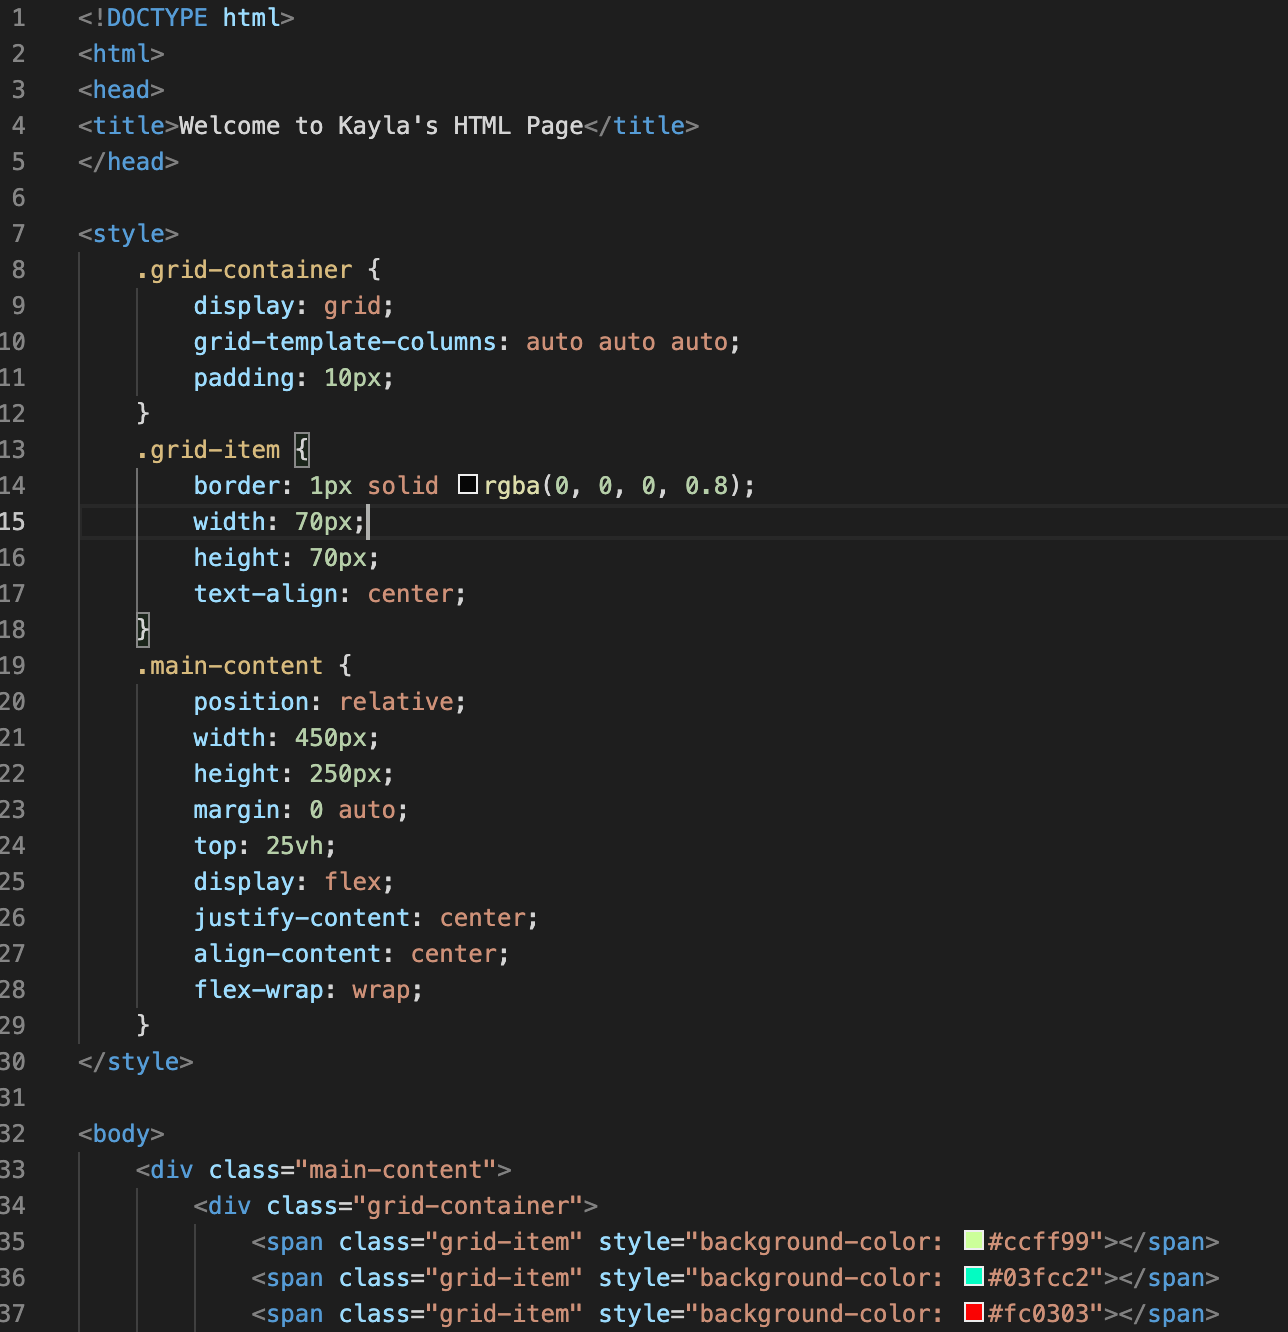 1 <!DOCTYPE html>
2 <html>
3 <head>
4 <title>Welcome to Kayla's HTML Page</title>
5 </head>
6
7 <style>
8 .grid-container {
9 display: grid;
10 grid-template-columns: auto auto auto;
11 padding: 10px;
12 }
13 .grid-item {
14 border: 1px solid rgba(0, 0, 0, 0.8);
15 width: 70px;
16 height: 70px;
17 text-align: center;
18 }
19 .main-content {
20 position: relative;
21 width: 450px;
22 height: 250px;
23 margin: 0 auto;
24 top: 25vh;
25 display: flex;
26 justify-content: center;
27 align-content: center;
28 flex-wrap: wrap;
29 }
30 </style>
31
32 <body>
33 <div class="main-content">
34 <div class="grid-container">
35 <span class="grid-item" style="background-color: #ccff99"></span>
36 <span class="grid-item" style="background-color: #03fcc2"></span>
37 <span class="grid-item" style="background-color: #fc0303"></span>